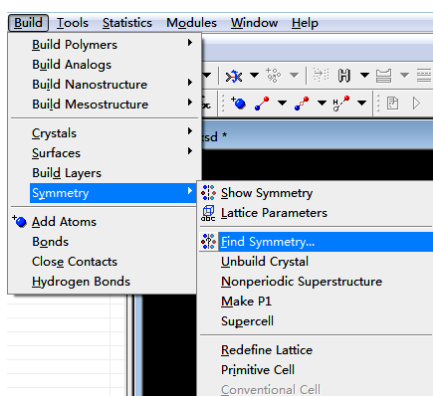 Build Tools Statistics Modules Window Help
Build Polymers
Build Analogs
Build Nanostructure
Build Mesostructure
xsd *
Crystals
Surfaces
Build Layers
Symmetry
Show Symmetry
Lattice Parameters
Add Atoms
Find Symmetry...
Bonds
Unbuild Crystal
Close Contacts
Nonperiodic Superstructure
Hydrogen Bonds
Make P1
Supercell
Redefine Lattice
Primitive Cell
Conventional Cell